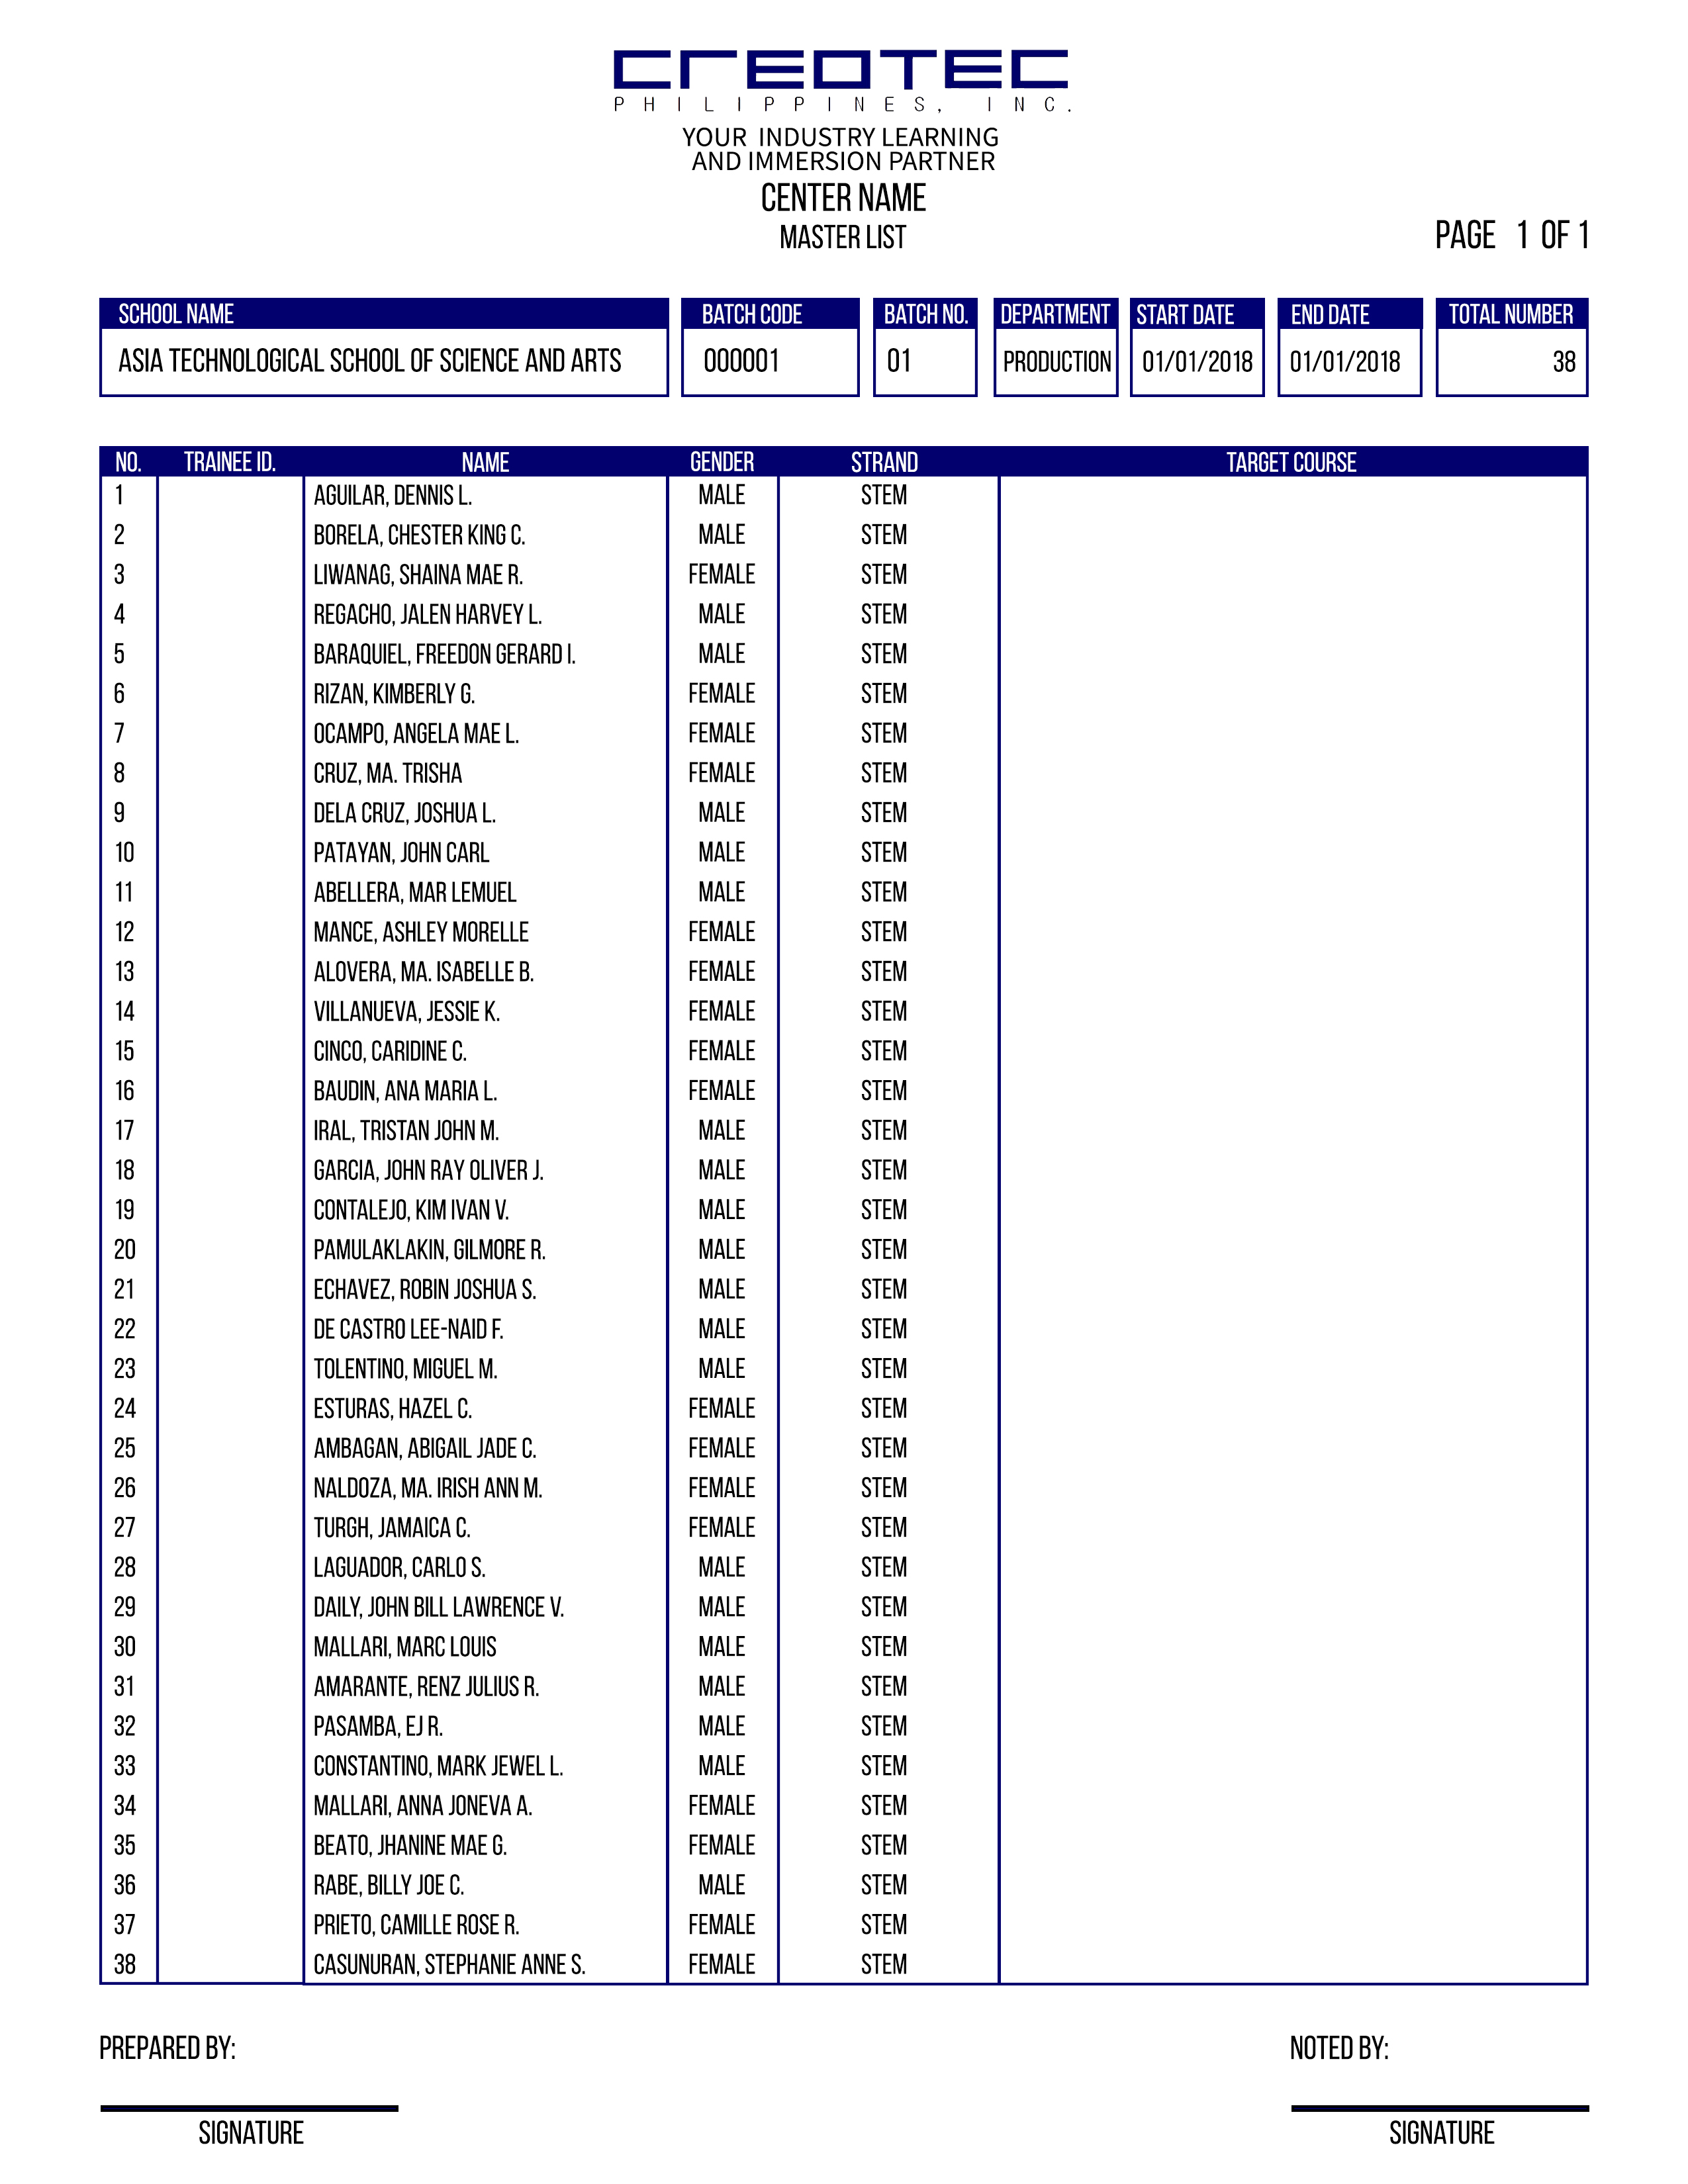 CREOTEC
PHILIPPINES, INC.
YOUR INDUSTRY LEARNING
AND IMMERSION PARTNER
CENTER NAME
MASTER LIST
PAGE 1 OF 1
SCHOOL NAME BATCH CODE BATCH NO. DEPARTMENT START DATE END DATE TOTAL NUMBER
ASIA TECHNOLOGICAL SCHOOL OF SCIENCE AND ARTS 000001 01 PRODUCTION 01/01/2018 01/01/2018 38
NO. TRAINEE ID. NAME GENDER STRAND TARGET COURSE
1 AGUILAR, DENNIS L. MALE STEM
2 BORELA, CHESTER KING C. MALE STEM
3 LIWANAG, SHAINA MAE R. FEMALE STEM
4 REGACHO, JALEN HARVEY L. MALE STEM
5 BARAQUIEL, FREEDON GERARD I. MALE STEM
6 RIZAN, KIMBERLY G. FEMALE STEM
7 OCAMPO, ANGELA MAE L. FEMALE STEM
8 CRUZ, MA. TRISHA FEMALE STEM
9 DELA CRUZ, JOSHUA L. MALE STEM
10 PATAYAN, JOHN CARL MALE STEM
11 ABELLERA, MAR LEMUEL MALE STEM
12 MANCE, ASHLEY MORELLE FEMALE STEM
13 ALOVERA, MA. ISABELLE B. FEMALE STEM
14 VILLANUEVA, JESSIE K. FEMALE STEM
15 CINCO, CARIDINE C. FEMALE STEM
16 BAUDIN, ANA MARIA L. FEMALE STEM
17 IRAL, TRISTAN JOHN M. MALE STEM
18 GARCIA, JOHN RAY OLIVER J. MALE STEM
19 CONTALEJO, KIM IVAN V. MALE STEM
20 PAMULAKLAKIN, GILMORE R. MALE STEM
21 ECHAVEZ, ROBIN JOSHUA S. MALE STEM
22 DE CASTRO LEE-NAID F. MALE STEM
23 TOLENTINO, MIGUEL M. MALE STEM
24 ESTURAS, HAZEL C. FEMALE STEM
25 AMBAGAN, ABIGAIL JADE C. FEMALE STEM
26 NALDOZA, MA. IRISH ANN M. FEMALE STEM
27 TURGH, JAMAICA C. FEMALE STEM
28 LAGUADOR, CARLO S. MALE STEM
29 DAILY, JOHN BILL LAWRENCE V. MALE STEM
30 MALLARI, MARC LOUIS MALE STEM
31 AMARANTE, RENZ JULIUS R. MALE STEM
32 PASAMBA, EJ R. MALE STEM
33 CONSTANTINO, MARK JEWEL L. MALE STEM
34 MALLARI, ANNA JONEVA A. FEMALE STEM
35 BEATO, JHANINE MAE G. FEMALE STEM
36 RABE, BILLY JOE C. MALE STEM
37 PRIETO, CAMILLE ROSE R. FEMALE STEM
38 CASUNURAN, STEPHANIE ANNE S. FEMALE STEM
PREPARED BY: NOTED BY:
SIGNATURE SIGNATURE